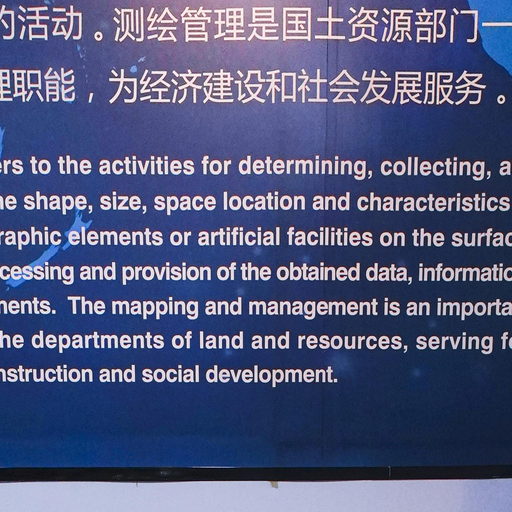 的活动。测绘管理是国土资源部门一
理职能，为经济建设和社会发展服务。
ers to the activities for determining, collecting, a
he shape, size, space location and characteristics
raphic elements or artificial facilities on the surfac
cessing and provision of the obtained data, informatio
ments. The mapping and management is an importa
the departments of land and resources, serving fo
nstruction and social development.